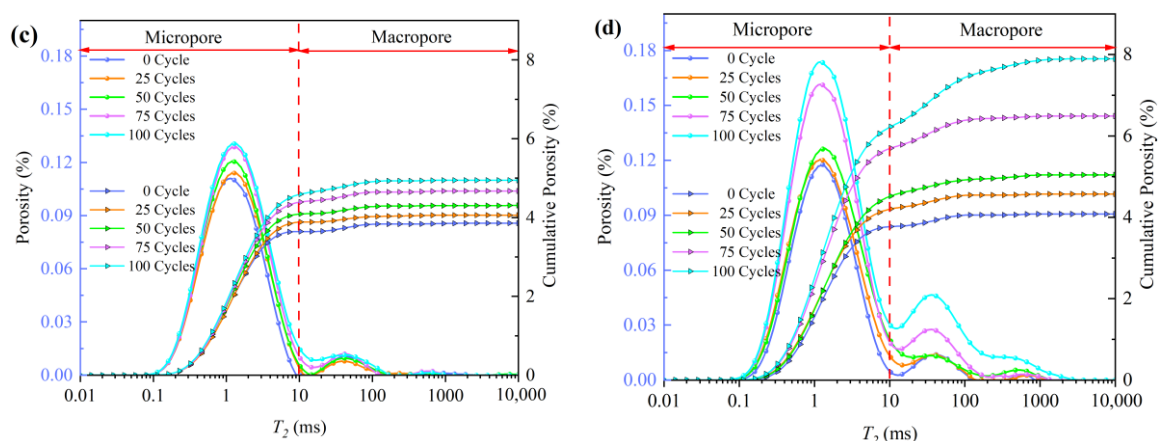 (c)
Micropore
Macropore
0 Cycle
25 Cycles
50 Cycles
75 Cycles
100 Cycles
0 Cycle
25 Cycles
50 Cycles
75 Cycles
100 Cycles
0.18
0.15
0.12
0.09
0.06
0.03
0.00
Porosity (%)
8
6
4
2
0
Cumulative Porosity (%)
0.01
0.1
1
10
100
1000
10,000
T2 (ms)
(d)
Micropore
Macropore
0 Cycle
25 Cycles
50 Cycles
75 Cycles
100 Cycles
0 Cycle
25 Cycles
50 Cycles
75 Cycles
100 Cycles
0.18
0.15
0.12
0.09
0.06
0.03
0.00
Porosity (%)
8
6
4
2
0
Cumulative Porosity (%)
0.01
0.1
1
10
100
1000
10,000
T2 (ms)